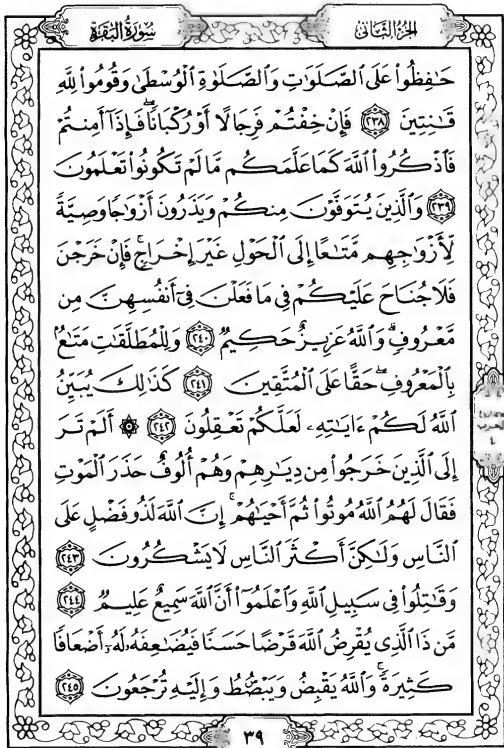 سُورَةُ البَقَرَةِ
الجزء الثانى
حَـٰفِظُوا۟ عَلَى ٱلصَّلَوَٰتِ وَٱلصَّلَوٰةِ ٱلْوُسْطَىٰ وَقُومُوا۟ لِلَّهِ
قَـٰنِتِينَ ٢٣٨ فَإِنْ خِفْتُمْ فَرِجَالًا أَوْ رُكْبَانًا ۖ فَإِذَآ أَمِنتُمْ
فَٱذْكُرُوا۟ ٱللَّهَ كَمَا عَلَّمَكُم مَّا لَمْ تَكُونُوا۟ تَعْلَمُونَ
٢٣٩ وَٱلَّذِينَ يُتَوَفَّوْنَ مِنكُمْ وَيَذَرُونَ أَزْوَٰجًا وَصِيَّةً
لِّأَزْوَٰجِهِم مَّتَـٰعًا إِلَى ٱلْحَوْلِ غَيْرَ إِخْرَاجٍ ۚ فَإِنْ خَرَجْنَ
فَلَا جُنَاحَ عَلَيْكُمْ فِى مَا فَعَلْنَ فِىٓ أَنفُسِهِنَّ مِن
مَّعْرُوفٍ ۗ وَٱللَّهُ عَزِيزٌ حَكِيمٌ ٢٤٠ وَلِلْمُطَلَّقَـٰتِ مَتَـٰعٌۢ
بِٱلْمَعْرُوفِ ۖ حَقًّا عَلَى ٱلْمُتَّقِينَ ٢٤١ كَذَٰلِكَ يُبَيِّنُ
ٱللَّهُ لَكُمْ ءَايَـٰتِهِۦ لَعَلَّكُمْ تَعْقِلُونَ ٢٤٢ ۞ أَلَمْ تَرَ
إِلَى ٱلَّذِينَ خَرَجُوا۟ مِن دِيَـٰرِهِمْ وَهُمْ أُلُوفٌ حَذَرَ ٱلْمَوْتِ
فَقَالَ لَهُمُ ٱللَّهُ مُوتُوا۟ ثُمَّ أَحْيَـٰهُمْ ۚ إِنَّ ٱللَّهَ لَذُو فَضْلٍ عَلَى
ٱلنَّاسِ وَلَـٰكِنَّ أَكْثَرَ ٱلنَّاسِ لَا يَشْكُرُونَ ٢٤٣
وَقَـٰتِلُوا۟ فِى سَبِيلِ ٱللَّهِ وَٱعْلَمُوٓا۟ أَنَّ ٱللَّهَ سَمِيعٌ عَلِيمٌ ٢٤٤
مَّن ذَا ٱلَّذِى يُقْرِضُ ٱللَّهَ قَرْضًا حَسَنًا فَيُضَـٰعِفَهُۥ لَهُۥٓ أَضْعَافًا
كَثِيرَةً ۚ وَٱللَّهُ يَقْبِضُ وَيَبْصُۜطُ وَإِلَيْهِ تُرْجَعُونَ ٢٤٥
٣٩